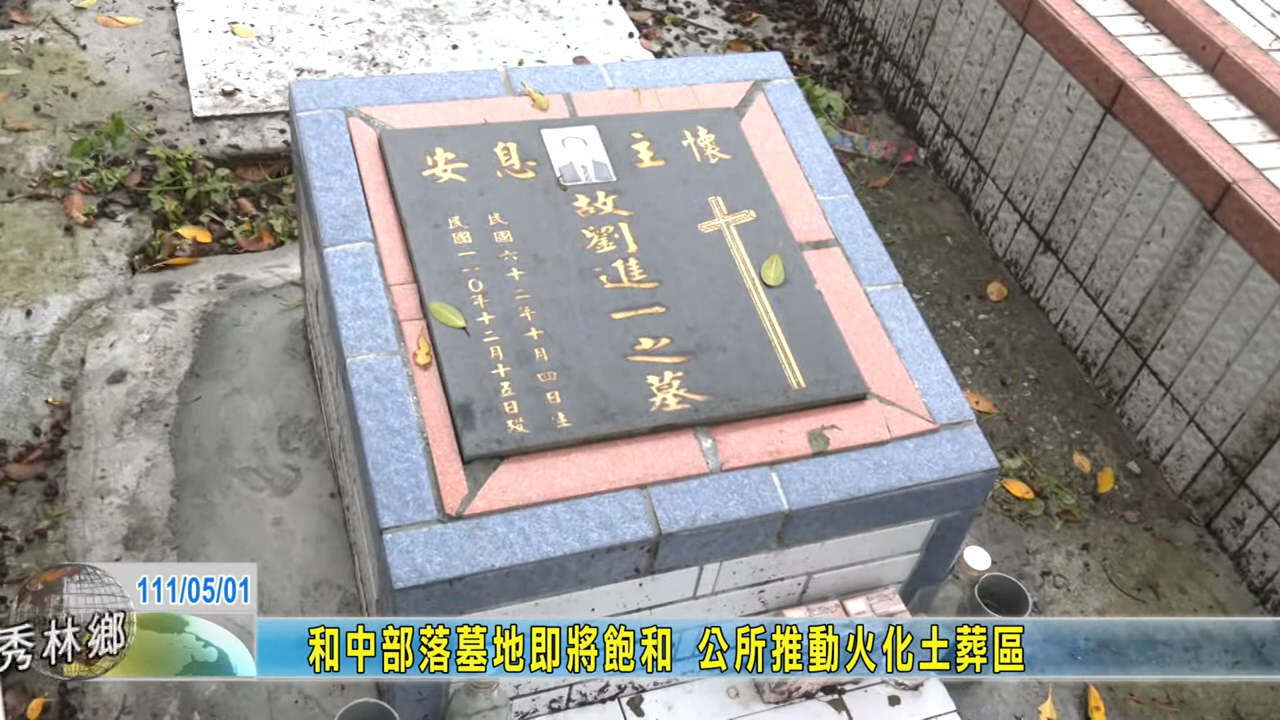 安息主懷
故劉進一之墓
民國六十二年十月四日生
民國一一〇年十二月十五日歿
111/05/01
秀林鄉
和中部落墓地即將飽和 公所推動火化土葬區